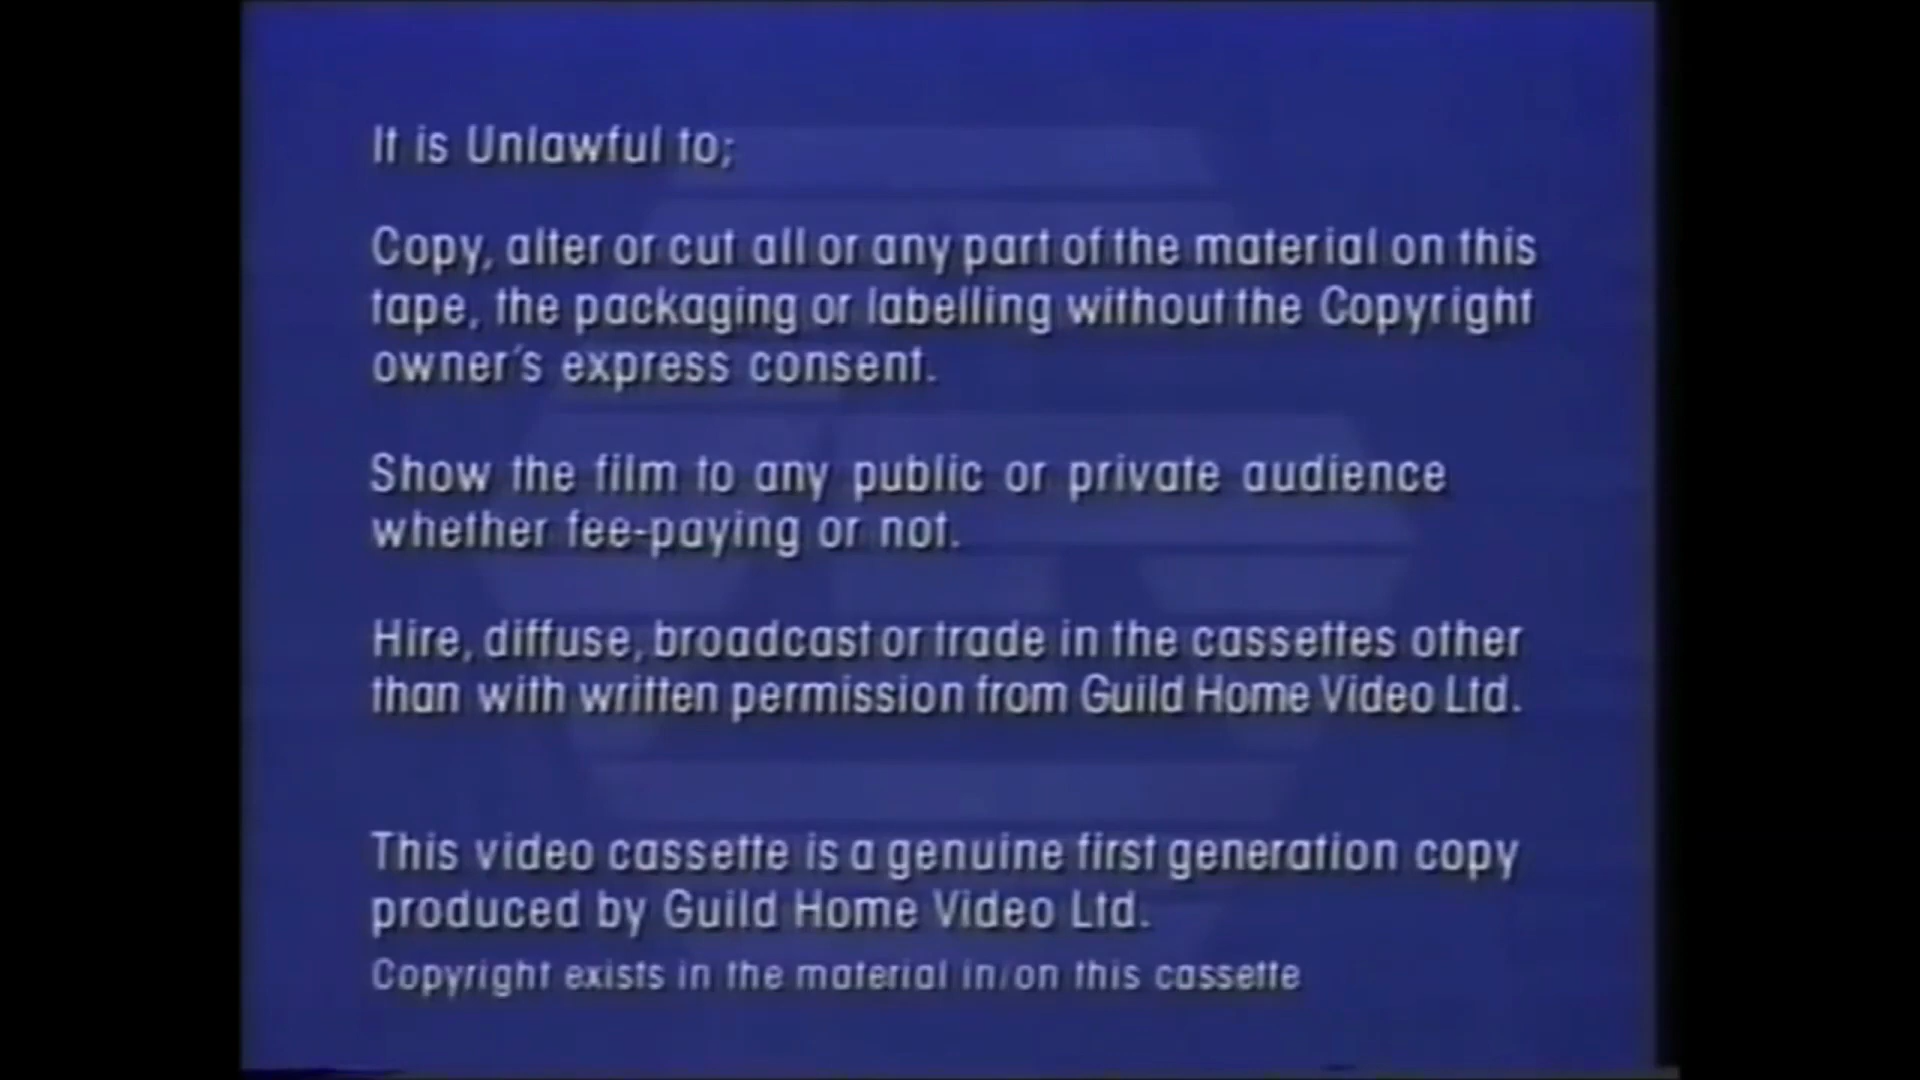 It is Unlawful to;
Copy, alter or cut all or any part of the material on this
tape, the packaging or labelling without the Copyright
owner's express consent.
Show the film to any public or private audience
whether fee-paying or not.
Hire, diffuse, broadcast or trade in the cassettes other
than with written permission from Guild Home Video Ltd.
This video cassette is a genuine first generation copy
produced by Guild Home Video Ltd.
Copyright exists in the material in/on this cassette